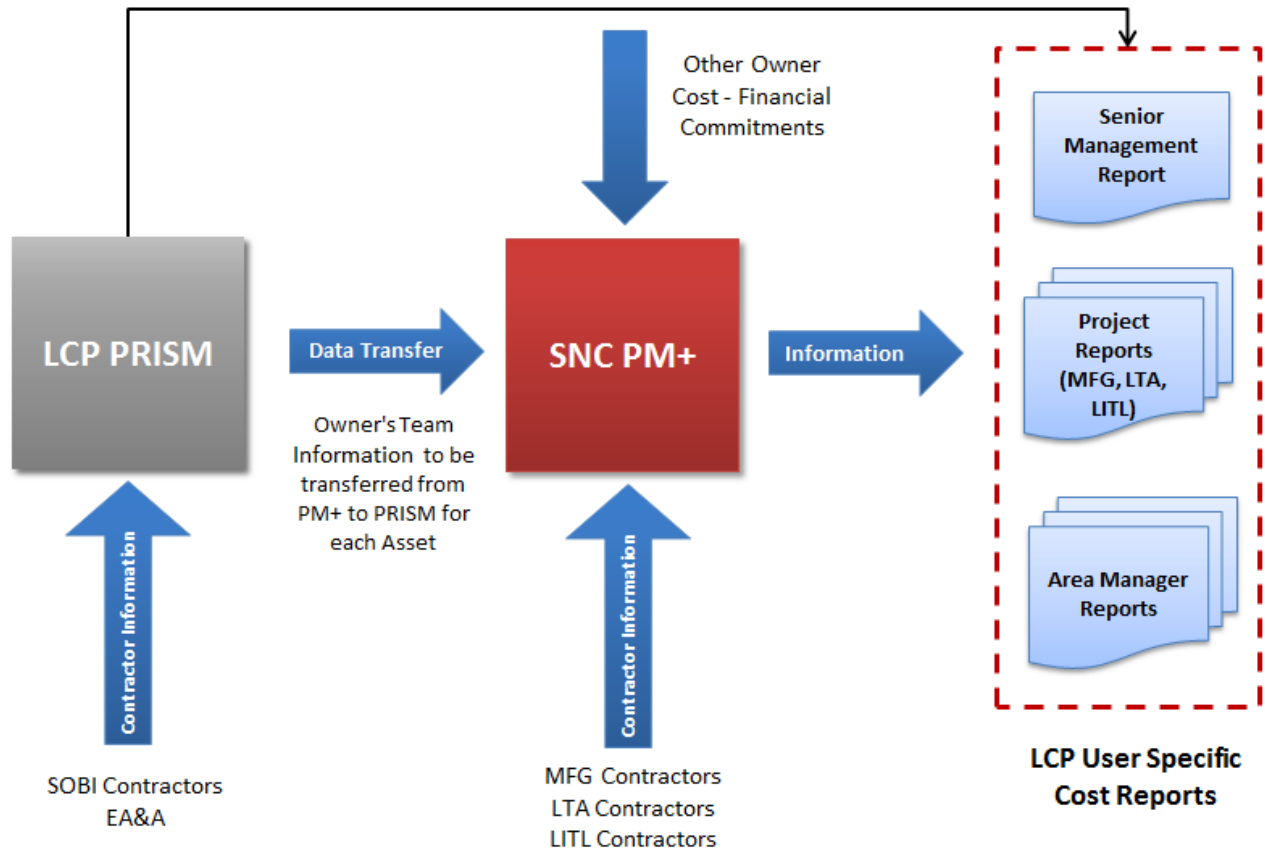 Other Owner
Cost - Financial
Commitments
Senior
Management
Report
LCP PRISM
Data Transfer
SNC PM+
Information
Project
Reports
(MFG, LTA,
LITL)
Owner's Team
Information to be
transferred from
PM+ to PRISM for
each Asset
Contractor Information
Contractor Information
Area Manager
Reports
SOBI Contractors
EA&A
MFG Contractors
LTA Contractors
LITL Contractors
LCP User Specific
Cost Reports